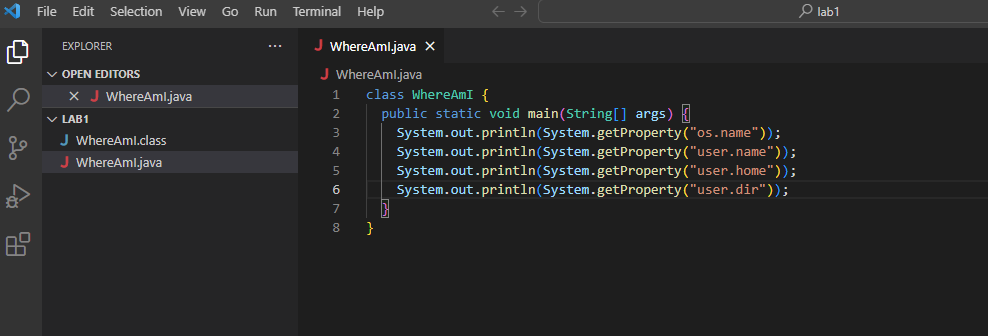 File Edit Selection View Go Run Terminal Help
lab1
EXPLORER
OPEN EDITORS
WhereAmI.java
LAB1
WhereAmI.class
WhereAmI.java
WhereAmI.java
WhereAmI.java
1 class WhereAmI {
2 public static void main(String[] args) {
3 System.out.println(System.getProperty("os.name"));
4 System.out.println(System.getProperty("user.name"));
5 System.out.println(System.getProperty("user.home"));
6 System.out.println(System.getProperty("user.dir"));
7 }
8 }